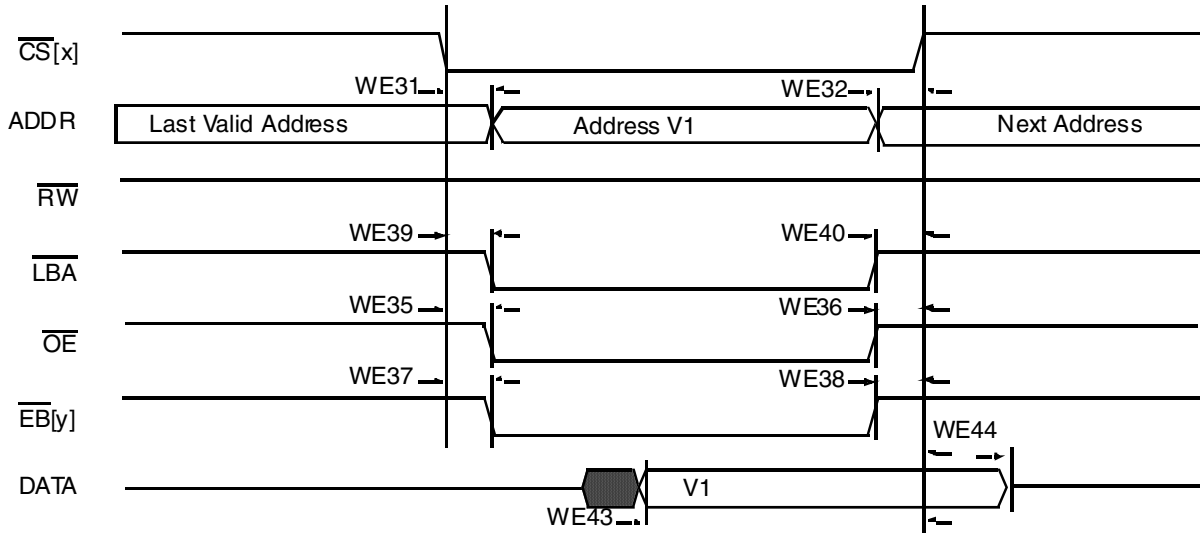 CS[x]
WE31
WE32
ADDR
Last Valid Address
Address V1
Next Address
RW
WE39
WE40
LBA
WE35
WE36
OE
WE37
WE38
EB[y]
WE44
DATA
V1
WE43